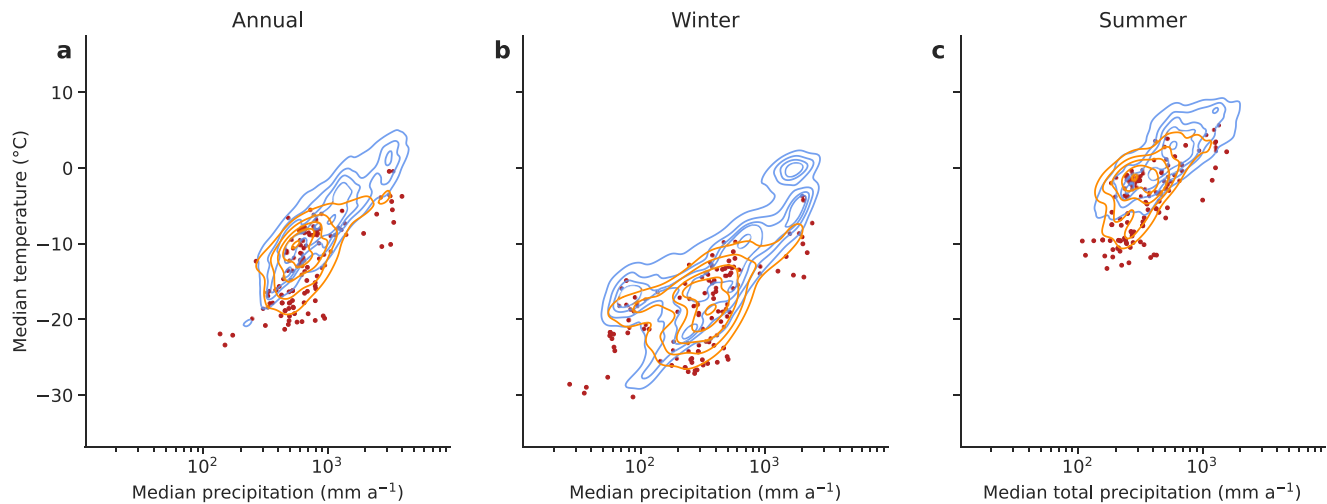 Annual
Winter
Summer
a
b
c
Median temperature (°C)
10
0
−10
−20
−30
10²
10³
10²
10³
10²
10³
Median precipitation (mm a⁻¹)
Median precipitation (mm a⁻¹)
Median total precipitation (mm a⁻¹)